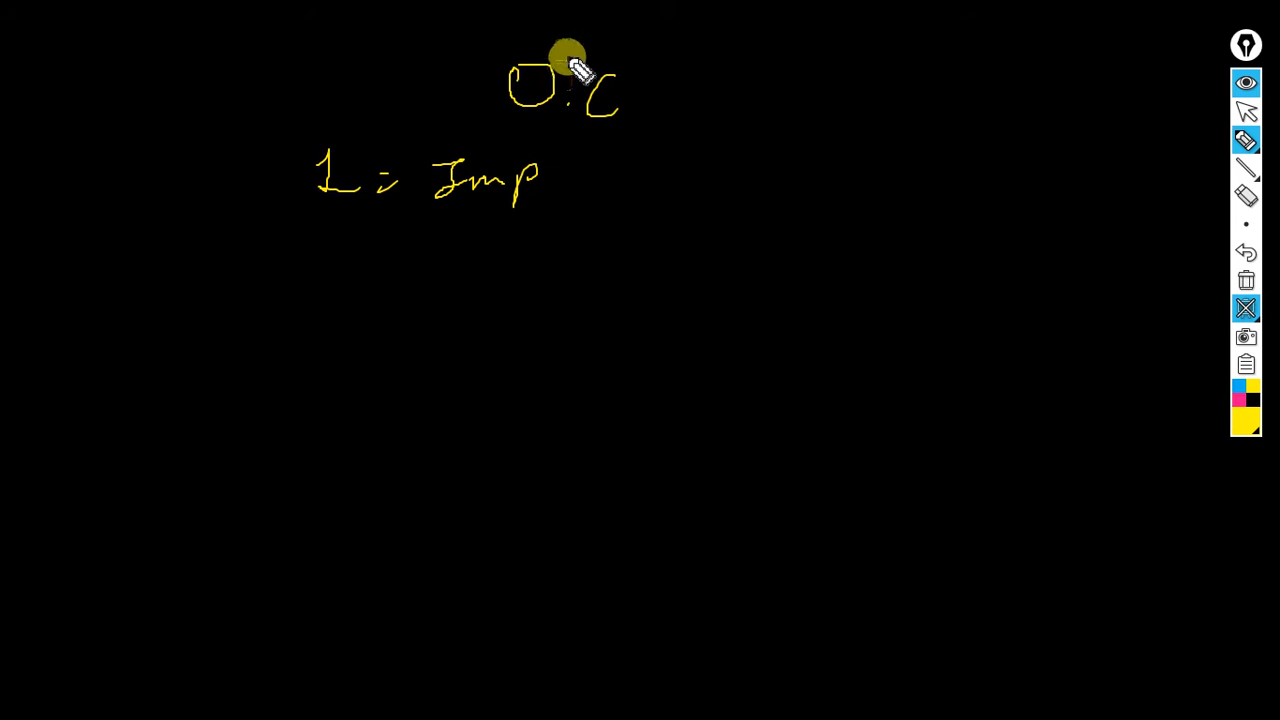 O.C
1 = Imp